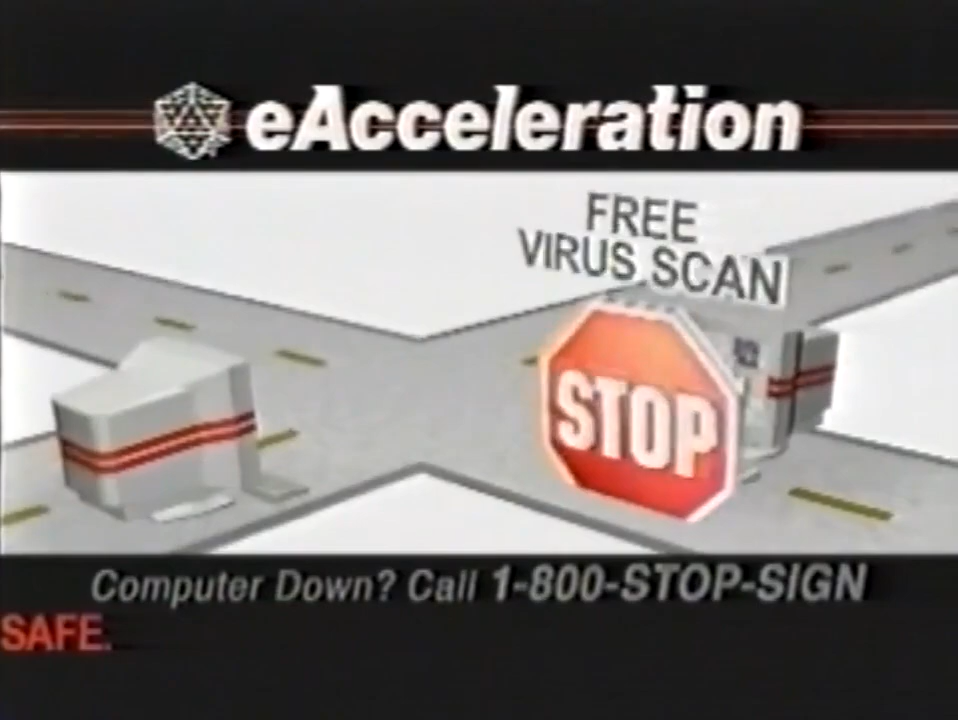 eAcceleration
FREE
VIRUS SCAN
STOP
Computer Down? Call 1-800-STOP-SIGN
SAFE.